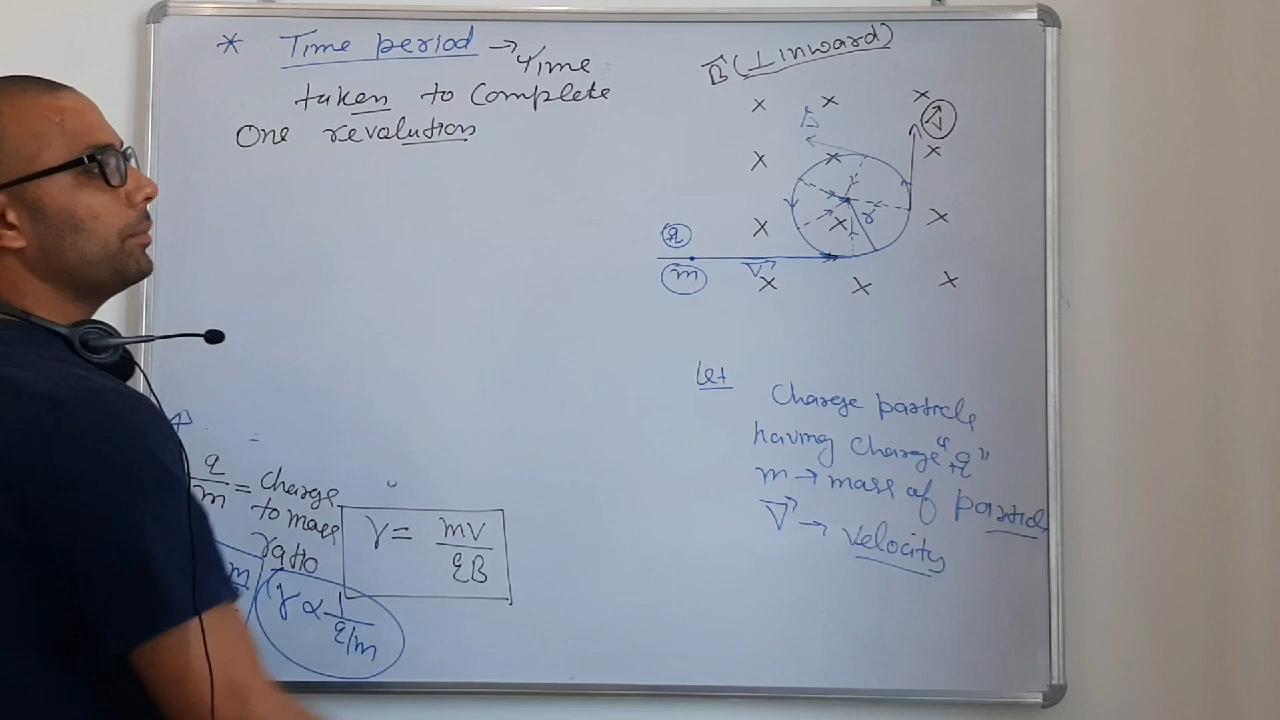 * Time period → Time
taken to complete
One revalution
B⃗ (⊥ inward)
q
m
V⃗
r
V⃗
Let
Charge particle
having charge "+q"
m → mass of particle
V⃗ → Velocity
q/m = Charge
to mass
ratio
r = mV/qB
r ∝ 1/q/m
m